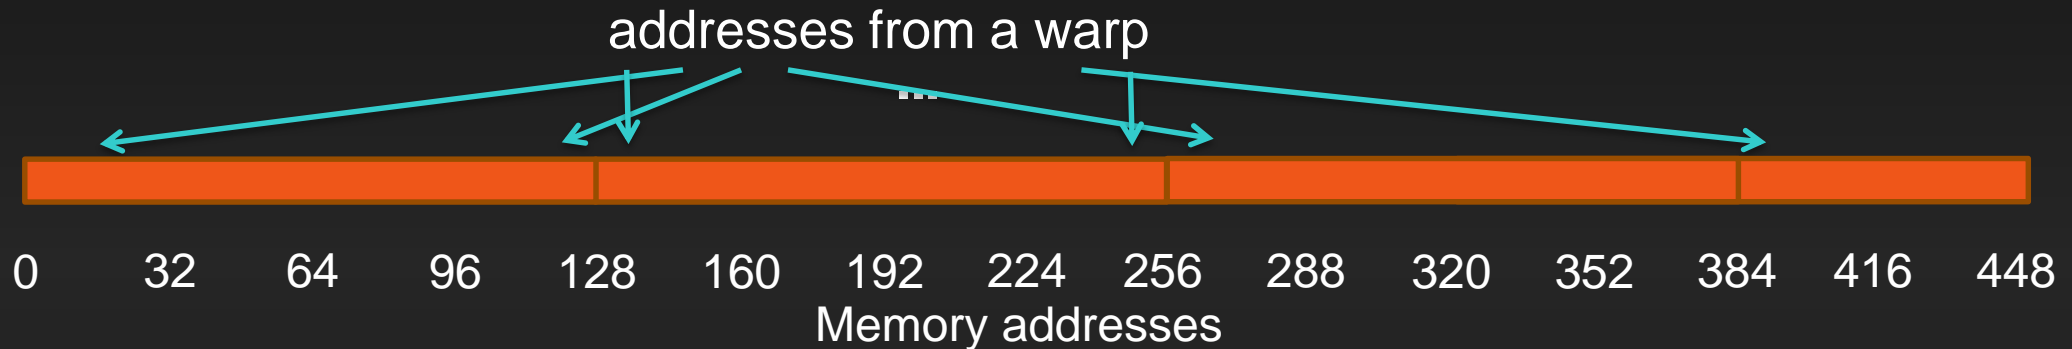 addresses from a warp
...
0 32 64 96 128 160 192 224 256 288 320 352 384 416 448
Memory addresses